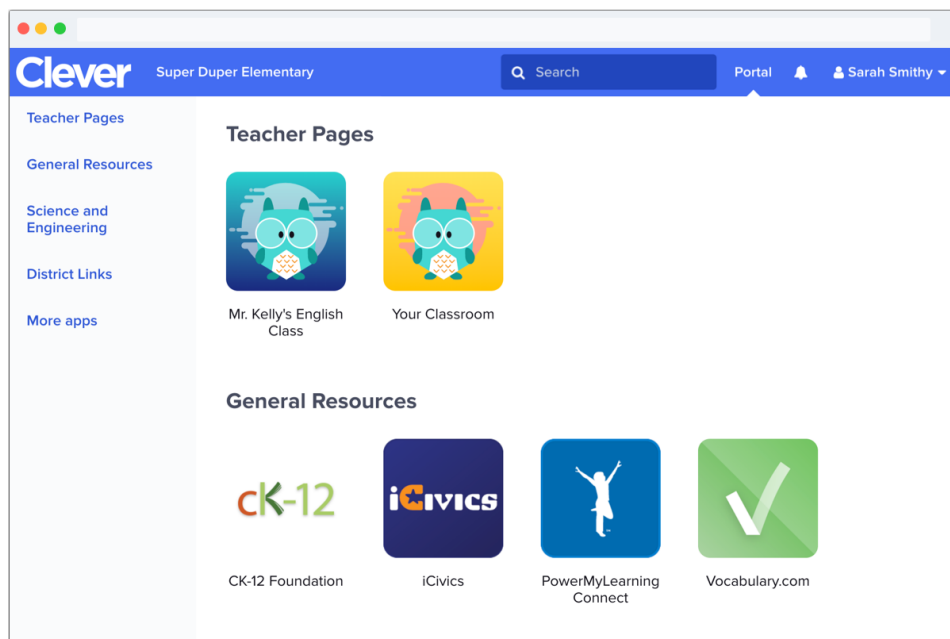 Clever
Super Duper Elementary
Search
Portal
Sarah Smithy
Teacher Pages
General Resources
Science and
Engineering
District Links
More apps
Teacher Pages
Mr. Kelly's English
Class
Your Classroom
General Resources
cK-12
iCivics
CK-12 Foundation
iCivics
PowerMyLearning
Connect
Vocabulary.com